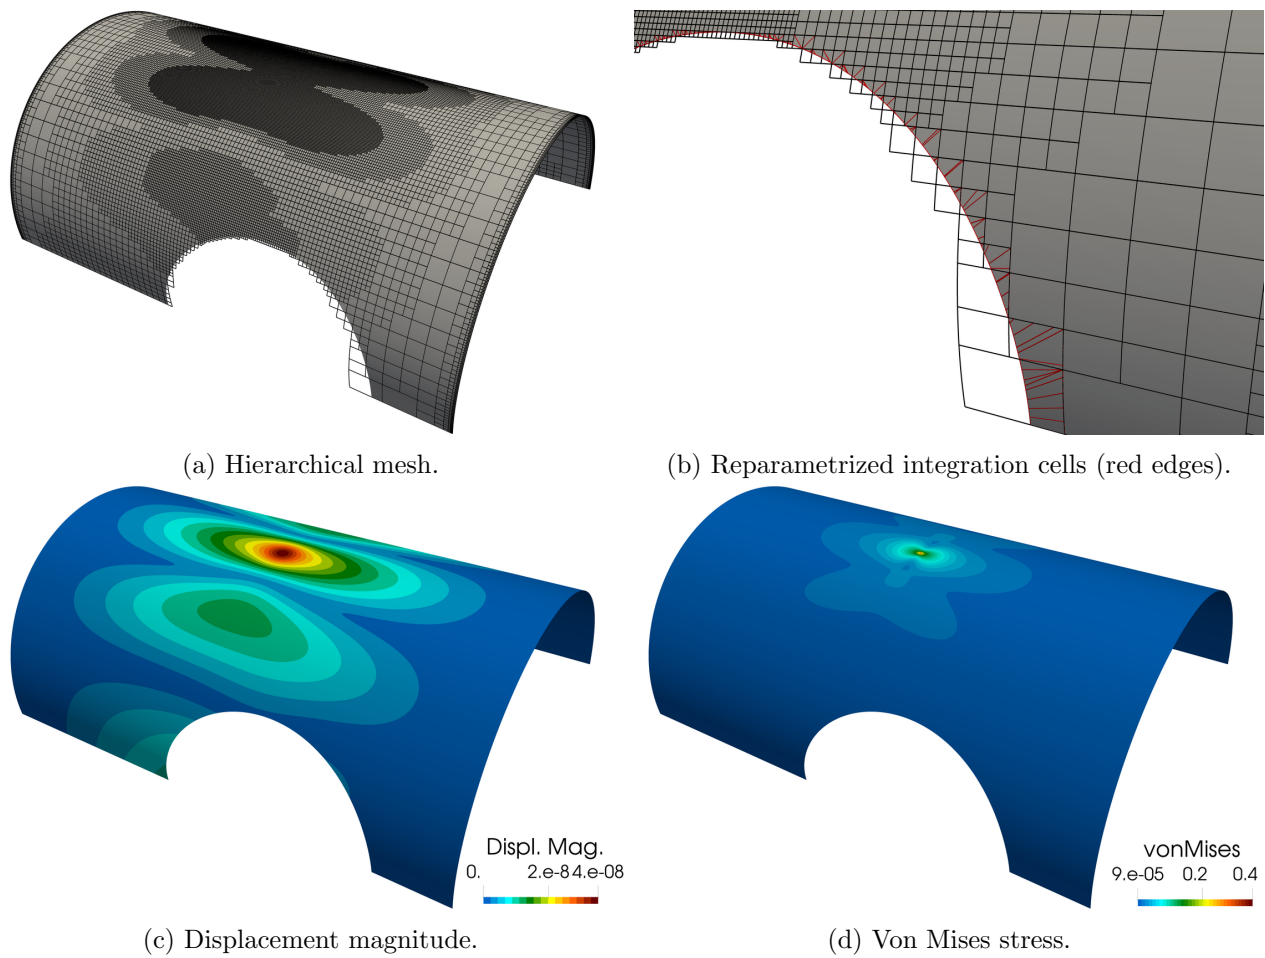 (a) Hierarchical mesh.
(b) Reparametrized integration cells (red edges).
Displ. Mag.
0. 2.e-8 4.e-08
vonMises
9.e-05 0.2 0.4
(c) Displacement magnitude.
(d) Von Mises stress.